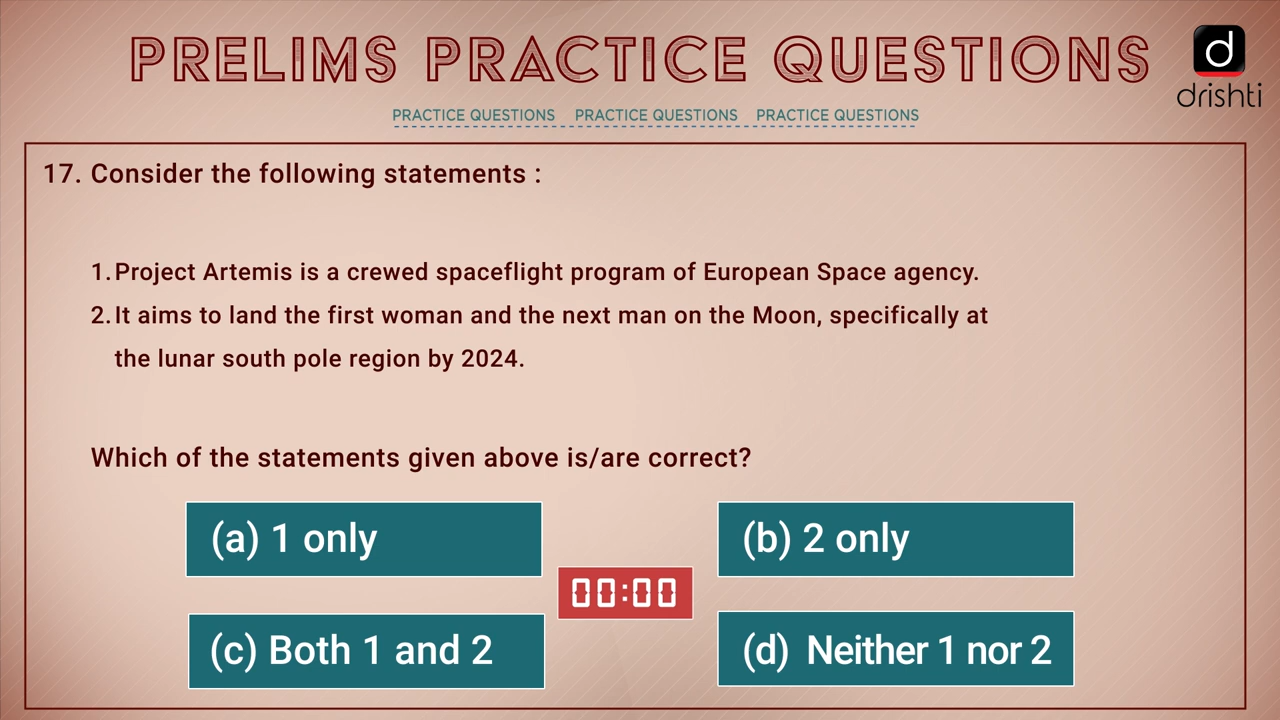 PRELIMS PRACTICE QUESTIONS
d
drishti
PRACTICE QUESTIONS PRACTICE QUESTIONS PRACTICE QUESTIONS
17. Consider the following statements :
1. Project Artemis is a crewed spaceflight program of European Space agency.
2. It aims to land the first woman and the next man on the Moon, specifically at
the lunar south pole region by 2024.
Which of the statements given above is/are correct?
(a) 1 only
(b) 2 only
00:00
(c) Both 1 and 2
(d) Neither 1 nor 2